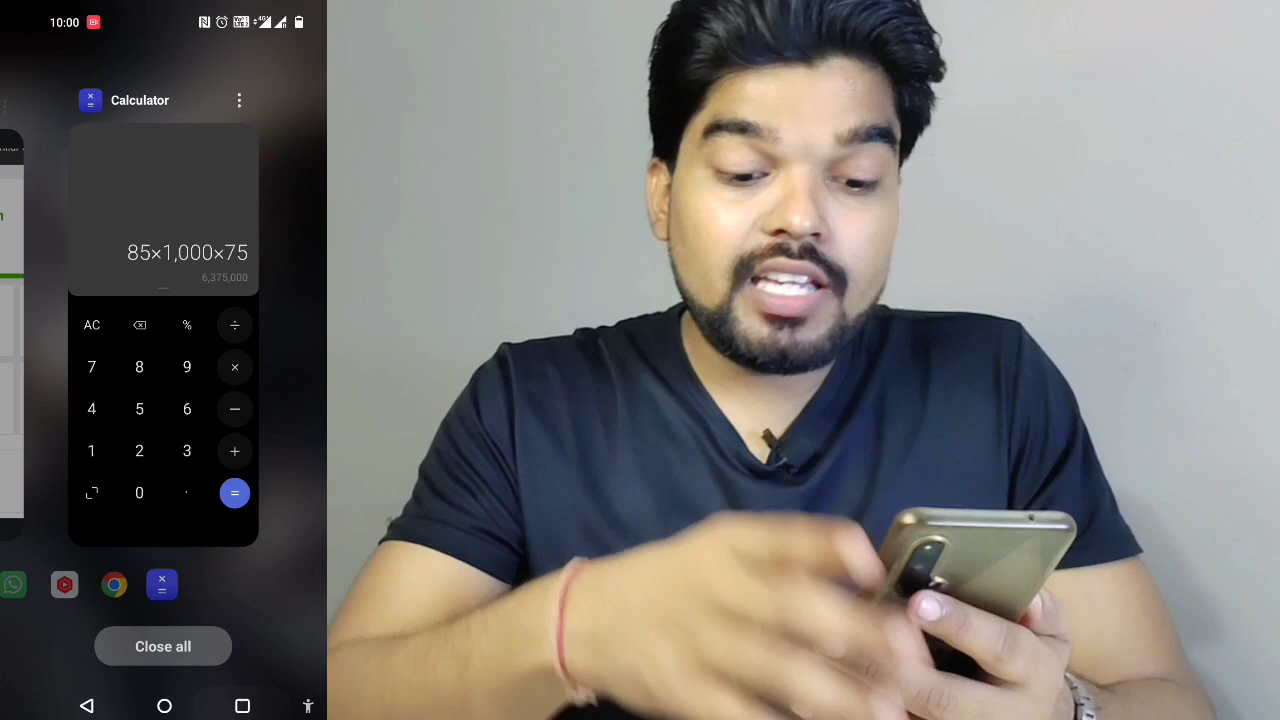 10:00
Calculator
85×1,000×75
6,375,000
AC % ÷
7 8 9 ×
4 5 6 −
1 2 3 +
0 . =
Close all